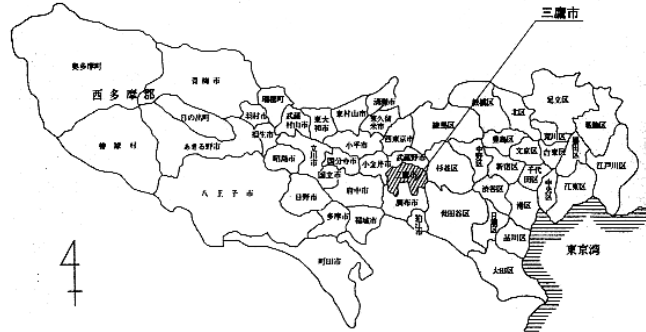 三鷹市
奥多摩町
青梅市
西多摩郡
日の出町
瑞穂町
羽村市
武蔵
村山市
東大
和市
東村山市
清瀬市
東久留
米市
檜原村
あきる野市
福生市
昭島市
立川市
小平市
西東京市
練馬区
板橋区
北区
足立区
葛飾区
国分寺市
小金井市
武蔵野市
三鷹市
杉並区
中野区
豊島区
文京区
荒川区
台東区
墨田区
江戸川区
八王子市
日野市
国立市
府中市
調布市
狛江市
世田谷区
渋谷区
新宿区
千代
田区
中央区
江東区
港区
目黒区
品川区
大田区
多摩市
稲城市
町田市
東京湾